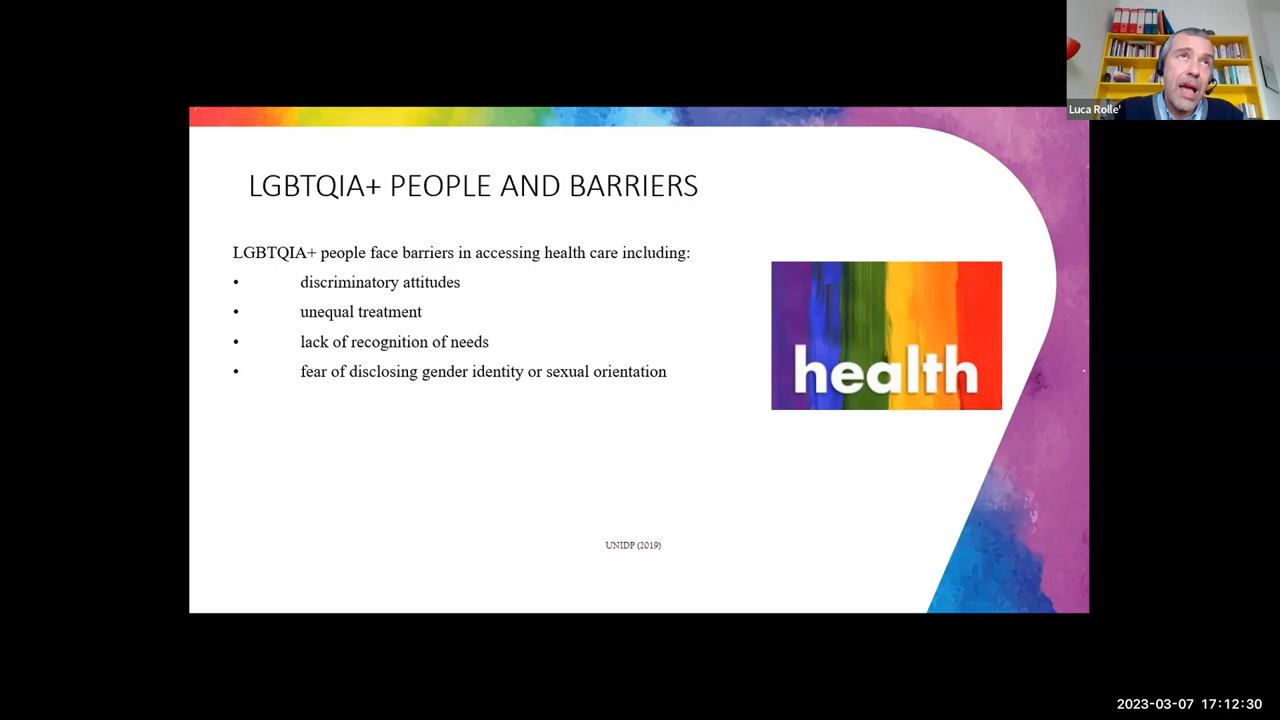 Luca Rolle'
LGBTQIA+ PEOPLE AND BARRIERS
LGBTQIA+ people face barriers in accessing health care including:
• discriminatory attitudes
• unequal treatment
• lack of recognition of needs
• fear of disclosing gender identity or sexual orientation
health
UNIDP (2019)
2023-03-07 17:12:30